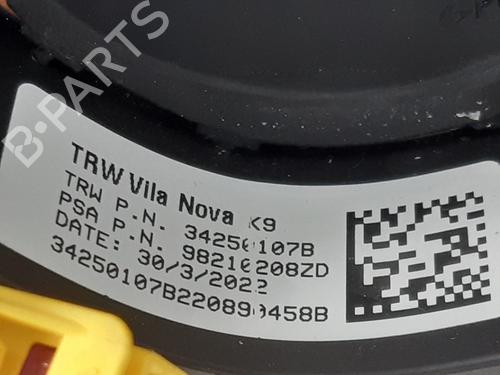 B-PARTS
TRW Vila Nova K9
TRW P.N. 34250107B
PSA P.N. 98210208ZD
DATE: 30/3/2022
34250107B220890458B